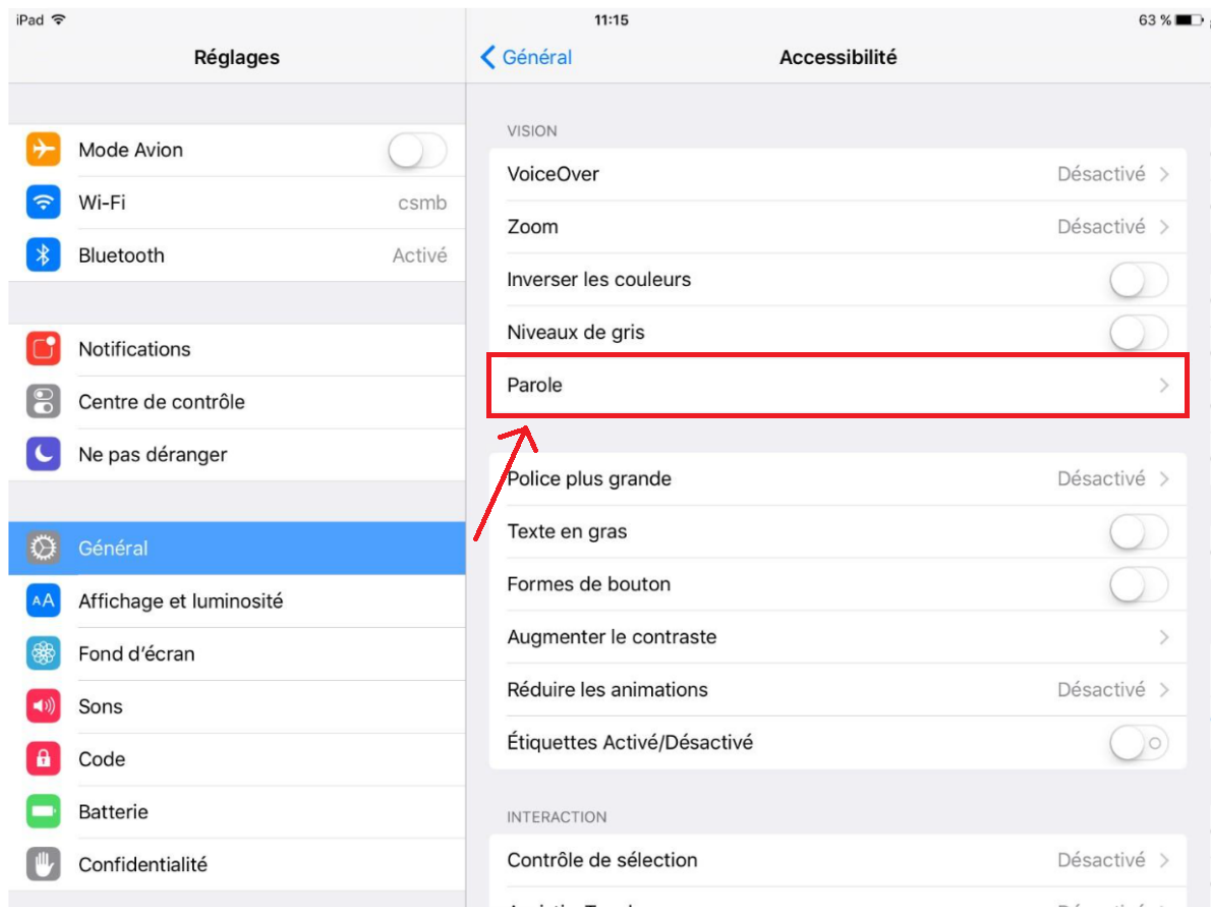 iPad
11:15
63 %
Réglages
Général
Accessibilité
Mode Avion
Wi-Fi
csmb
Bluetooth
Activé
Notifications
Centre de contrôle
Ne pas déranger
Général
Affichage et luminosité
Fond d'écran
Sons
Code
Batterie
Confidentialité
VISION
VoiceOver
Désactivé
Zoom
Désactivé
Inverser les couleurs
Niveaux de gris
Parole
Police plus grande
Désactivé
Texte en gras
Formes de bouton
Augmenter le contraste
Réduire les animations
Désactivé
Étiquettes Activé/Désactivé
INTERACTION
Contrôle de sélection
Désactivé